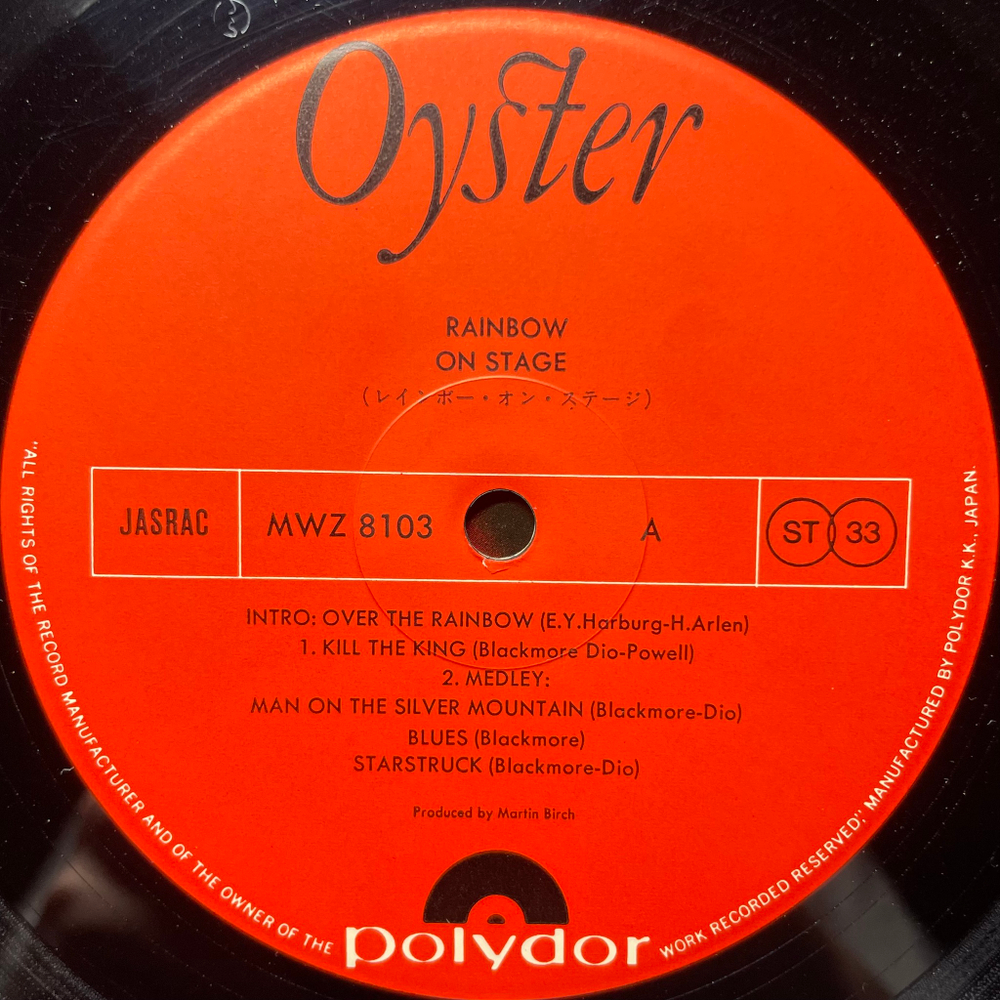 Oyster
RAINBOW
ON STAGE
(レインボー・オン・ステージ)
JASRAC
MWZ 8103
A
ST 33
INTRO: OVER THE RAINBOW (E.Y.Harburg-H.Arlen)
1. KILL THE KING (Blackmore Dio-Powell)
2. MEDLEY:
MAN ON THE SILVER MOUNTAIN (Blackmore-Dio)
BLUES (Blackmore)
STARSTRUCK (Blackmore-Dio)
Produced by Martin Birch
polydor
"ALL RIGHTS OF THE RECORD MANUFACTURER AND OF THE OWNER OF THE WORK RECORDED RESERVED;" MANUFACTURED BY POLYDOR K.K., JAPAN.